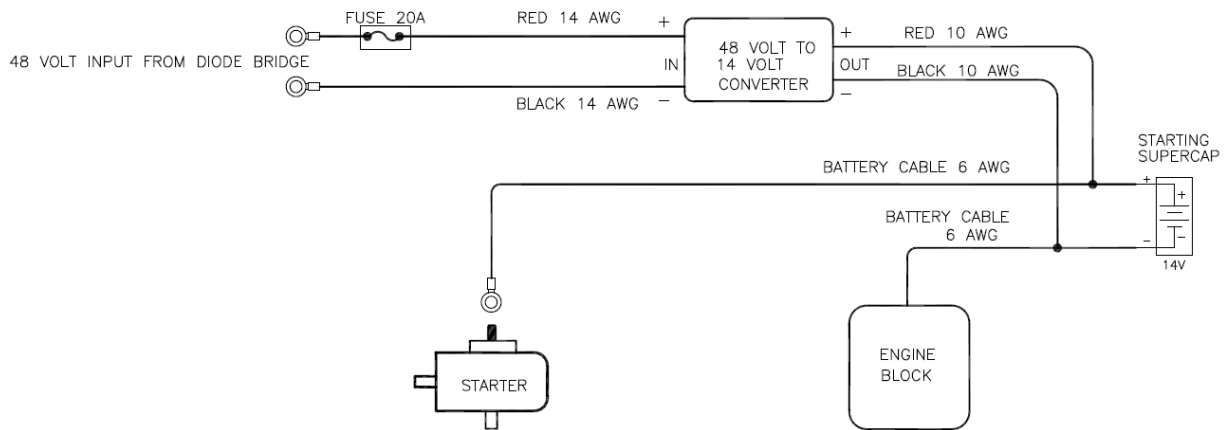 FUSE 20A
RED 14 AWG
+
48 VOLT INPUT FROM DIODE BRIDGE
IN
BLACK 14 AWG
−
48 VOLT TO
14 VOLT
CONVERTER
+
OUT
−
RED 10 AWG
BLACK 10 AWG
STARTING
SUPERCAP
BATTERY CABLE 6 AWG
+
+
BATTERY CABLE
6 AWG
−
−
14V
STARTER
ENGINE
BLOCK